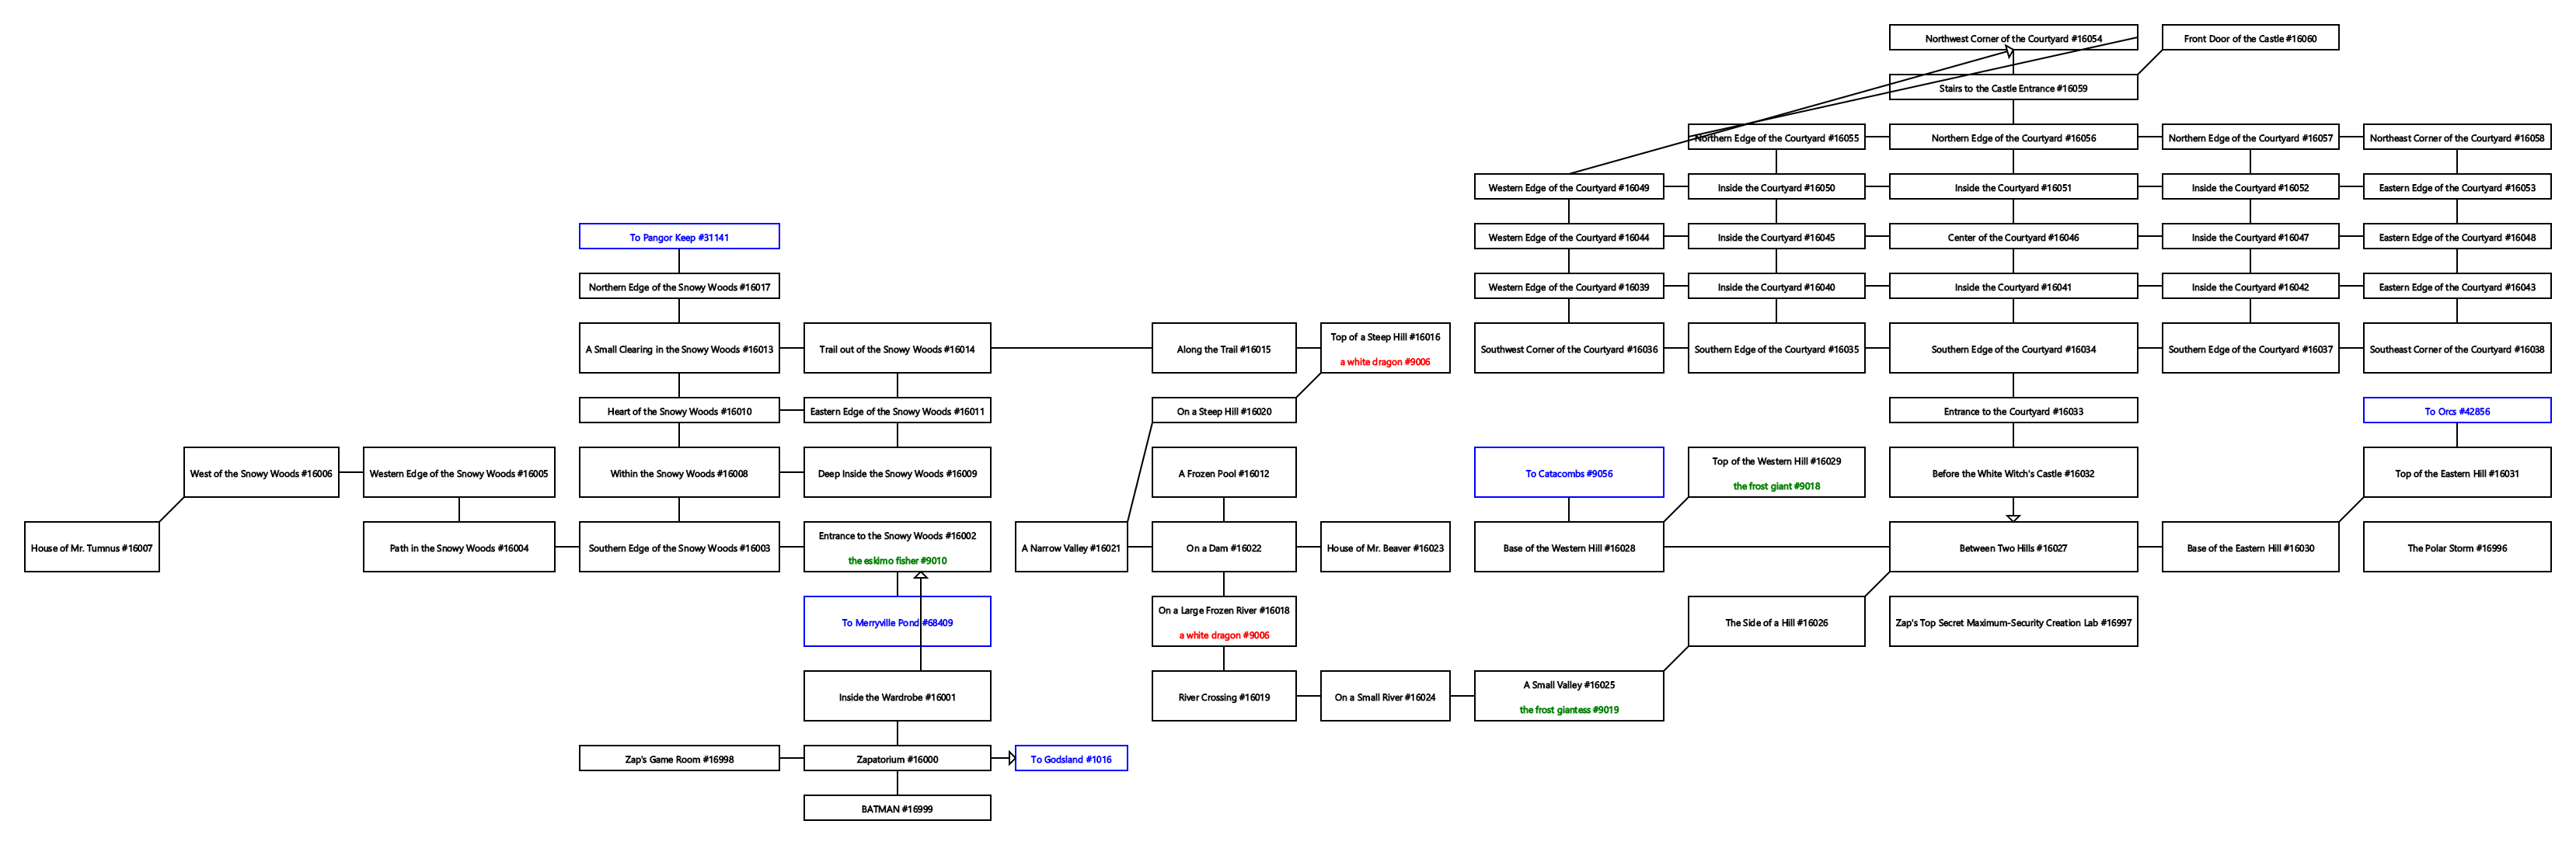 Northwest Corner of the Courtyard #16054
Front Door of the Castle #16060
Stairs to the Castle Entrance #16059
Northern Edge of the Courtyard #16055
Northern Edge of the Courtyard #16056
Northern Edge of the Courtyard #16057
Northeast Corner of the Courtyard #16058
Western Edge of the Courtyard #16049
Inside the Courtyard #16050
Inside the Courtyard #16051
Inside the Courtyard #16052
Eastern Edge of the Courtyard #16053
To Pangor Keep #31141
Western Edge of the Courtyard #16044
Inside the Courtyard #16045
Center of the Courtyard #16046
Inside the Courtyard #16047
Eastern Edge of the Courtyard #16048
Northern Edge of the Snowy Woods #16017
Western Edge of the Courtyard #16039
Inside the Courtyard #16040
Inside the Courtyard #16041
Inside the Courtyard #16042
Eastern Edge of the Courtyard #16043
A Small Clearing in the Snowy Woods #16013
Trail out of the Snowy Woods #16014
Along the Trail #16015
Top of a Steep Hill #16016
a white dragon #9006
Southwest Corner of the Courtyard #16036
Southern Edge of the Courtyard #16035
Southern Edge of the Courtyard #16034
Southern Edge of the Courtyard #16037
Southeast Corner of the Courtyard #16038
Heart of the Snowy Woods #16010
Eastern Edge of the Snowy Woods #16011
On a Steep Hill #16020
Entrance to the Courtyard #16033
To Orcs #42856
West of the Snowy Woods #16006
Western Edge of the Snowy Woods #16005
Within the Snowy Woods #16008
Deep Inside the Snowy Woods #16009
A Frozen Pool #16012
To Catacombs #9056
Top of the Western Hill #16029
the frost giant #9018
Before the White Witch's Castle #16032
Top of the Eastern Hill #16031
House of Mr. Tumnus #16007
Path in the Snowy Woods #16004
Southern Edge of the Snowy Woods #16003
Entrance to the Snowy Woods #16002
the eskimo fisher #9010
A Narrow Valley #16021
On a Dam #16022
House of Mr. Beaver #16023
Base of the Western Hill #16028
Between Two Hills #16027
Base of the Eastern Hill #16030
The Polar Storm #16996
To Merryville Pond #68409
On a Large Frozen River #16018
a white dragon #9006
The Side of a Hill #16026
Zap's Top Secret Maximum-Security Creation Lab #16997
Inside the Wardrobe #16001
River Crossing #16019
On a Small River #16024
A Small Valley #16025
the frost giantess #9019
Zap's Game Room #16998
Zapatorium #16000
To Godsland #1016
BATMAN #16999